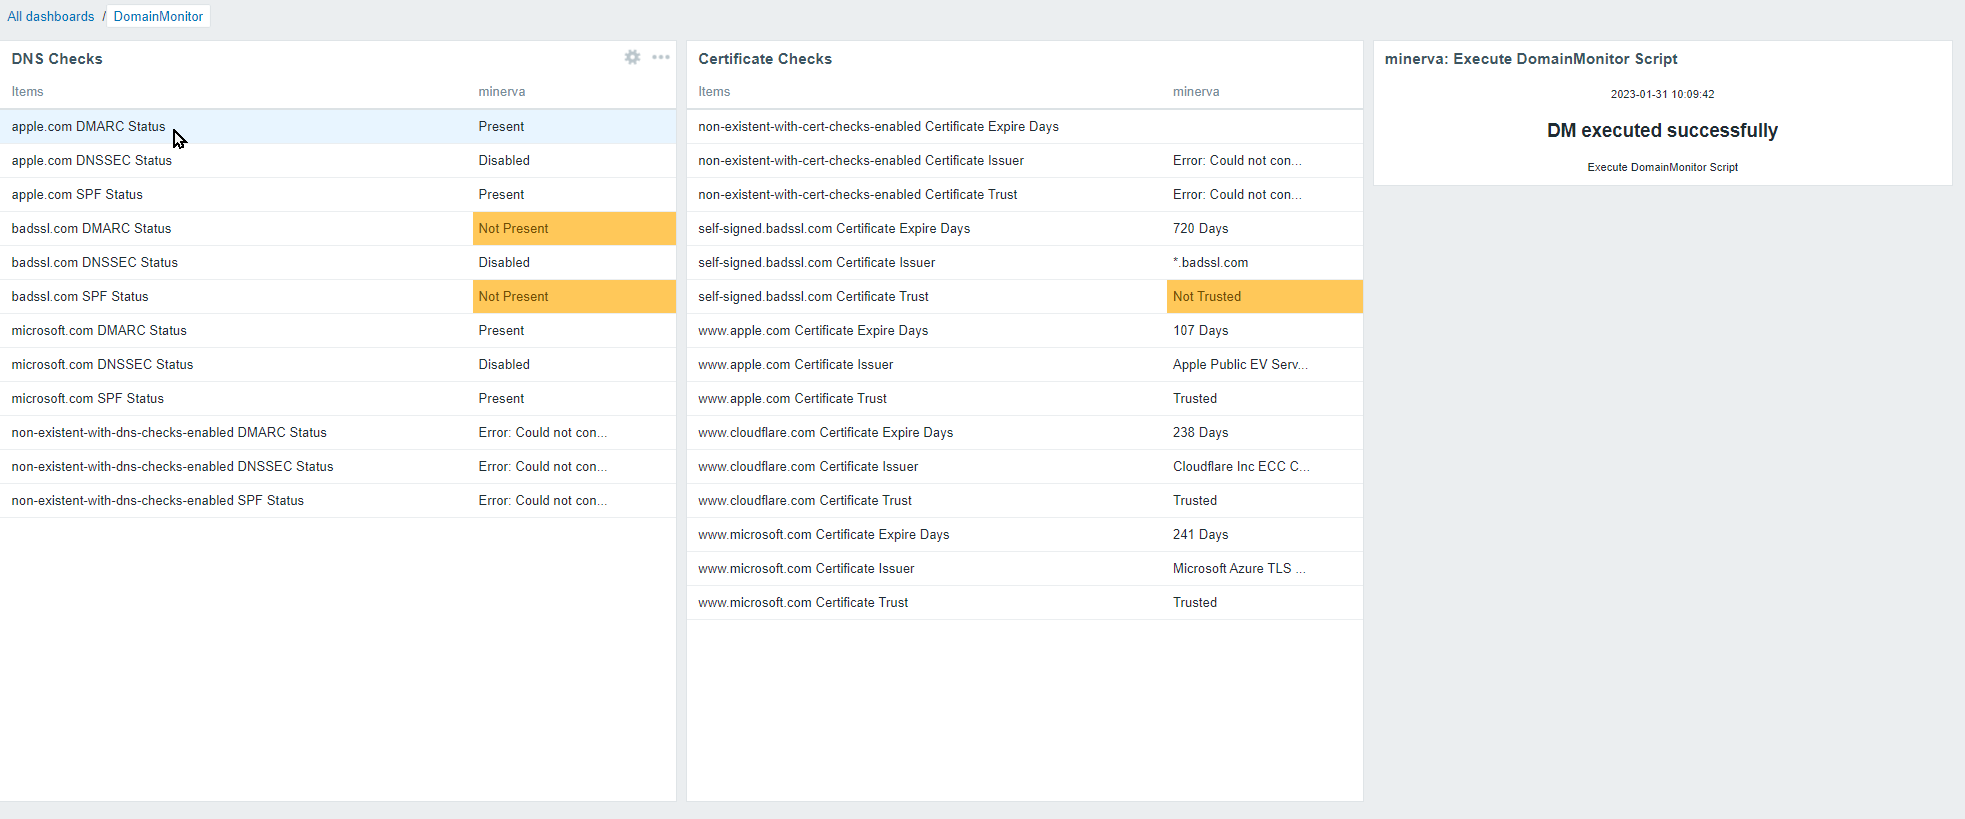 All dashboards / DomainMonitor
DNS Checks
Items minerva
apple.com DMARC Status Present
apple.com DNSSEC Status Disabled
apple.com SPF Status Present
badssl.com DMARC Status Not Present
badssl.com DNSSEC Status Disabled
badssl.com SPF Status Not Present
microsoft.com DMARC Status Present
microsoft.com DNSSEC Status Disabled
microsoft.com SPF Status Present
non-existent-with-dns-checks-enabled DMARC Status Error: Could not con...
non-existent-with-dns-checks-enabled DNSSEC Status Error: Could not con...
non-existent-with-dns-checks-enabled SPF Status Error: Could not con...
Certificate Checks
Items minerva
non-existent-with-cert-checks-enabled Certificate Expire Days
non-existent-with-cert-checks-enabled Certificate Issuer Error: Could not con...
non-existent-with-cert-checks-enabled Certificate Trust Error: Could not con...
self-signed.badssl.com Certificate Expire Days 720 Days
self-signed.badssl.com Certificate Issuer *.badssl.com
self-signed.badssl.com Certificate Trust Not Trusted
www.apple.com Certificate Expire Days 107 Days
www.apple.com Certificate Issuer Apple Public EV Serv...
www.apple.com Certificate Trust Trusted
www.cloudflare.com Certificate Expire Days 238 Days
www.cloudflare.com Certificate Issuer Cloudflare Inc ECC C...
www.cloudflare.com Certificate Trust Trusted
www.microsoft.com Certificate Expire Days 241 Days
www.microsoft.com Certificate Issuer Microsoft Azure TLS ...
www.microsoft.com Certificate Trust Trusted
minerva: Execute DomainMonitor Script
2023-01-31 10:09:42
DM executed successfully
Execute DomainMonitor Script